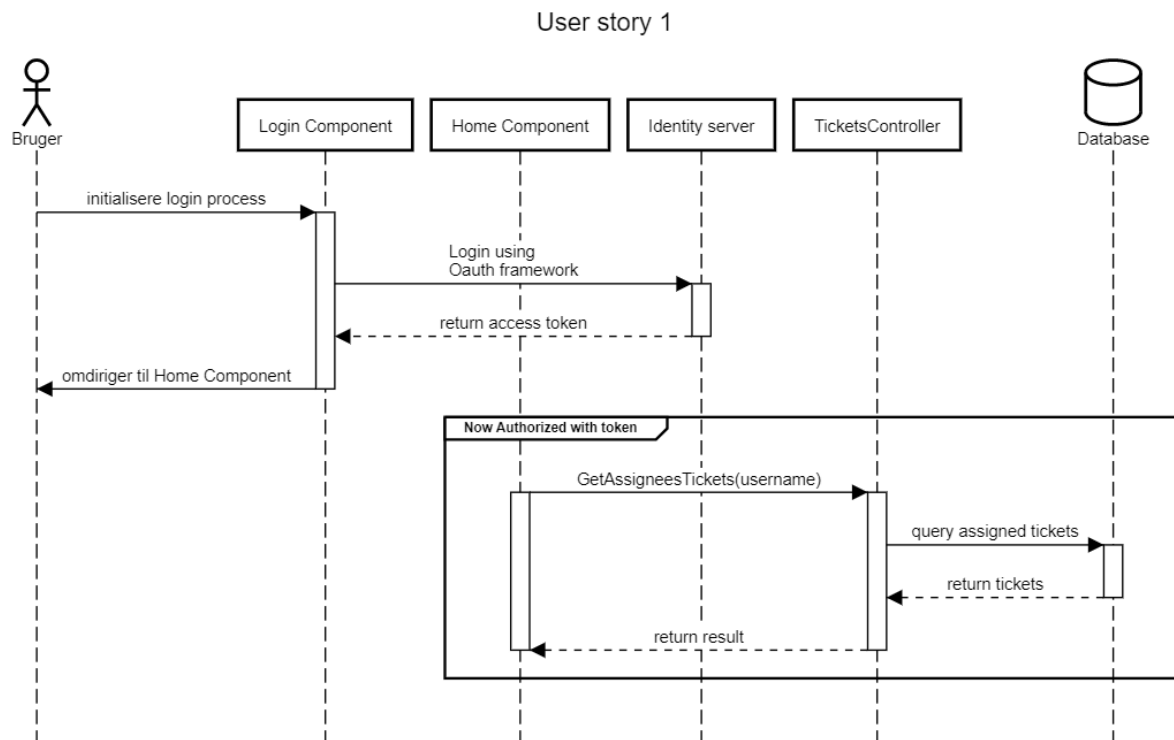 User story 1
Bruger
Login Component
Home Component
Identity server
TicketsController
Database
initialisere login process
Login using
Oauth framework
return access token
omdiriger til Home Component
Now Authorized with token
GetAssigneesTickets(username)
query assigned tickets
return tickets
return result